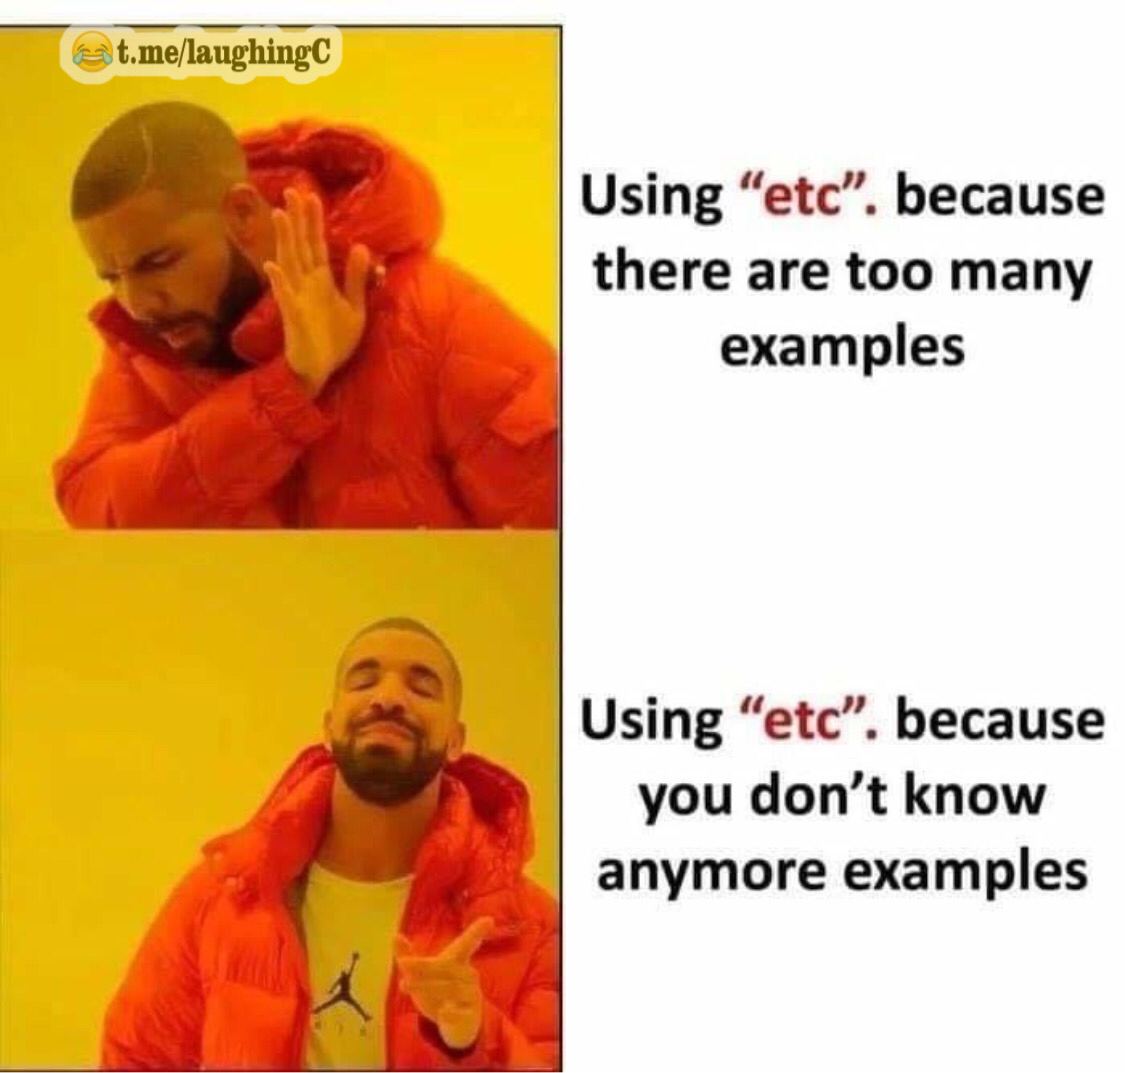 t.me/laughingC
Using “etc”. because
there are too many
examples
Using “etc”. because
you don’t know
anymore examples